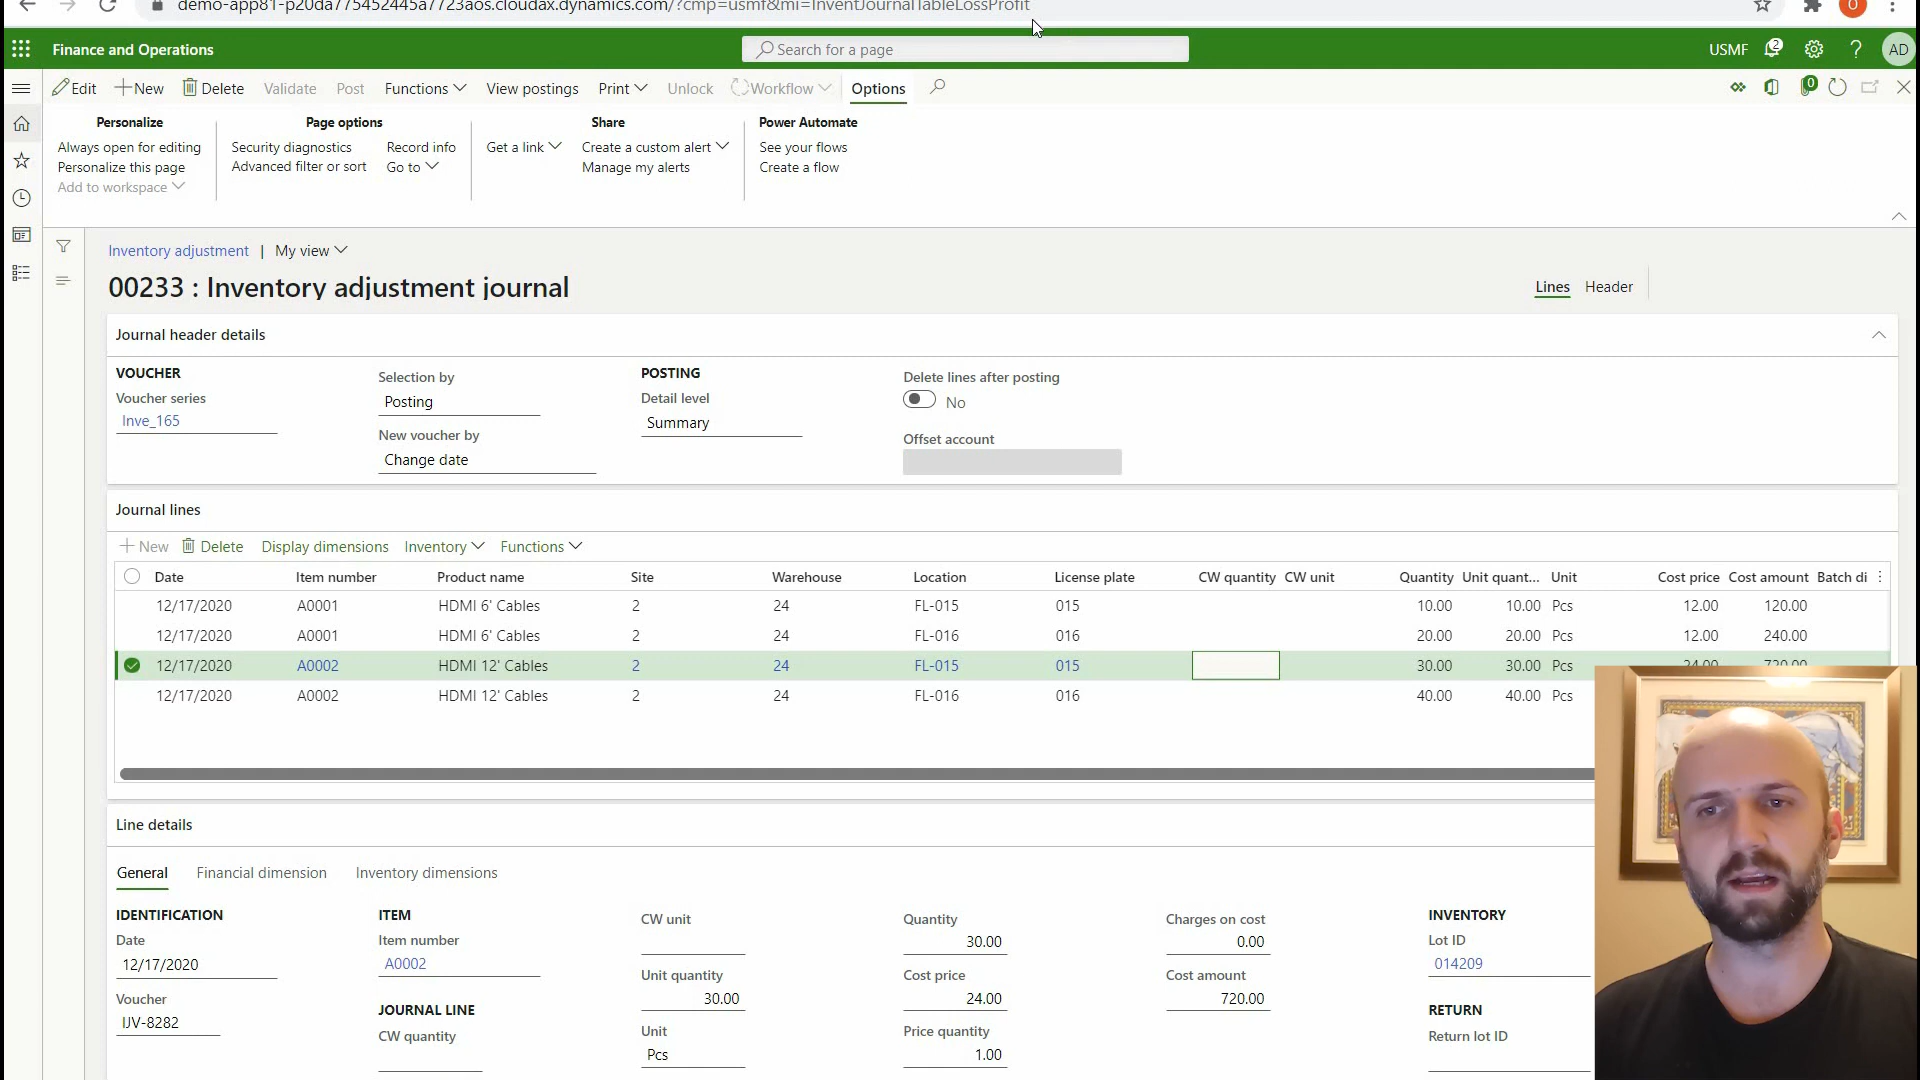 demo-app81-p20da775452445a7723aos.cloudax.dynamics.com/?cmp=usmf&mi=InventJournalTableLossProfit
O
Finance and Operations
Search for a page
USMF
2
AD
Edit
New
Delete
Validate
Post
Functions
View postings
Print
Unlock
Workflow
Options
0
Personalize
Page options
Share
Power Automate
Always open for editing
Security diagnostics
Record info
Get a link
Create a custom alert
See your flows
Personalize this page
Advanced filter or sort
Go to
Manage my alerts
Create a flow
Add to workspace
Inventory adjustment | My view
00233 : Inventory adjustment journal
Lines
Header
Journal header details
VOUCHER
Voucher series
Inve_165
Selection by
Posting
New voucher by
Change date
POSTING
Detail level
Summary
Delete lines after posting
No
Offset account
Journal lines
New
Delete
Display dimensions
Inventory
Functions
Date Item number Product name Site Warehouse Location License plate CW quantity CW unit Quantity Unit quant... Unit Cost price Cost amount Batch di
12/17/2020 A0001 HDMI 6' Cables 2 24 FL-015 015 10.00 10.00 Pcs 12.00 120.00
12/17/2020 A0001 HDMI 6' Cables 2 24 FL-016 016 20.00 20.00 Pcs 12.00 240.00
12/17/2020 A0002 HDMI 12' Cables 2 24 FL-015 015 30.00 30.00 Pcs 24.00 720.00
12/17/2020 A0002 HDMI 12' Cables 2 24 FL-016 016 40.00 40.00 Pcs
Line details
General
Financial dimension
Inventory dimensions
IDENTIFICATION
Date
12/17/2020
Voucher
IJV-8282
ITEM
Item number
A0002
JOURNAL LINE
CW quantity
CW unit
Unit quantity
30.00
Unit
Pcs
Quantity
30.00
Cost price
24.00
Price quantity
1.00
Charges on cost
0.00
Cost amount
720.00
INVENTORY
Lot ID
014209
RETURN
Return lot ID